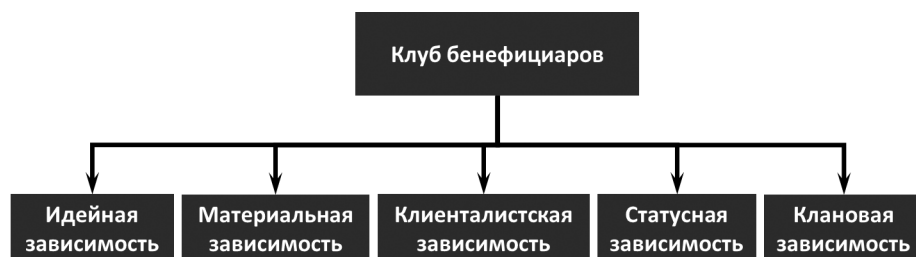 Клуб бенефициаров
Идейная
зависимость
Материальная
зависимость
Клиенталистская
зависимость
Статусная
зависимость
Клановая
зависимость